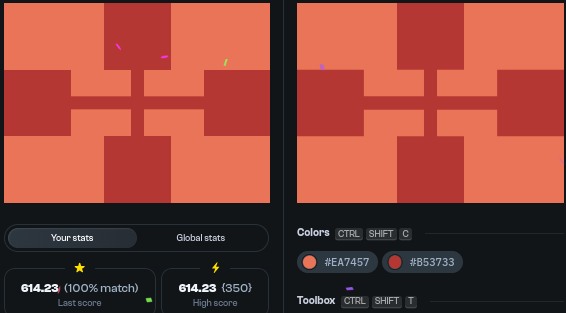 Your stats
Global stats
614.23 (100% match)
Last score
614.23 {350}
High score
Colors CTRL SHIFT C
#EA7457
#B53733
Toolbox CTRL SHIFT T